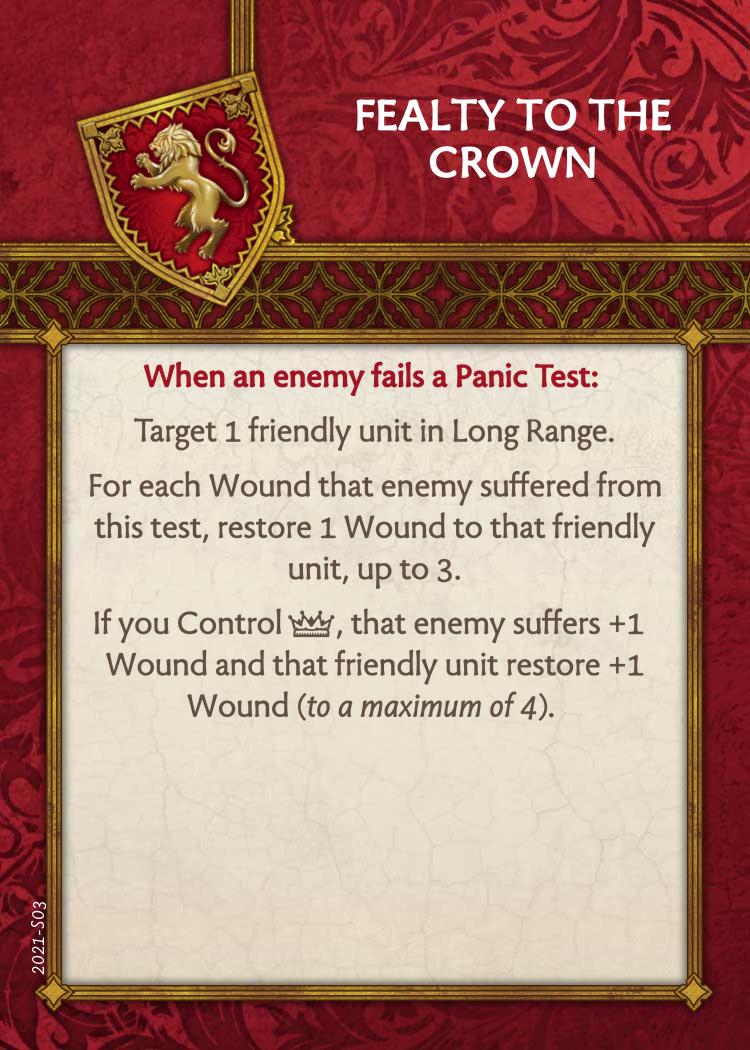 FEALTY TO THE
CROWN
When an enemy fails a Panic Test:
Target 1 friendly unit in Long Range.
For each Wound that enemy suffered from
this test, restore 1 Wound to that friendly
unit, up to 3.
If you Control , that enemy suffers +1
Wound and that friendly unit restore +1
Wound (to a maximum of 4).
2021-S03